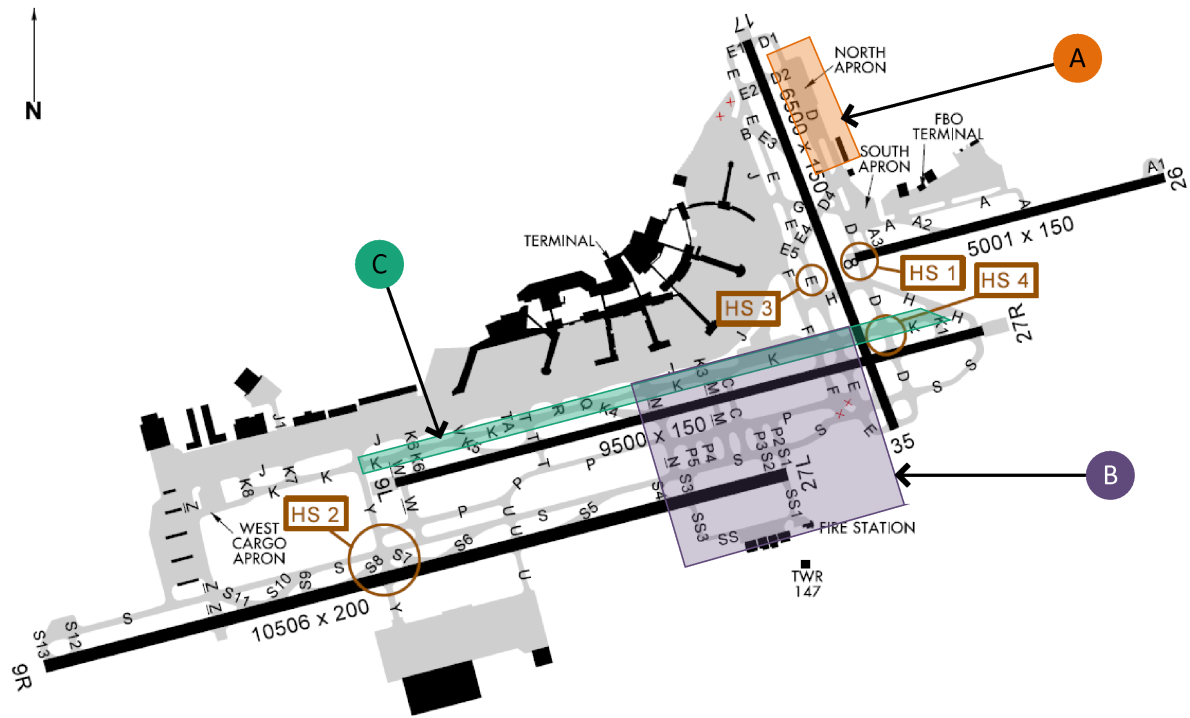 17
E1
D1
NORTH
APRON
A
E
D2
E2
6500 x 150
D
FBO
TERMINAL
E
B
E3
SOUTH
APRON
A1
26
J
E
D4
G
A
A
E
E4
D
A
A2
A3
5001 x 150
TERMINAL
E5
8
HS 1
C
F
E
HS 4
HS 3
H
D
H
N
F
K
K1
H
27R
J
K
J
K3
K
C
M
E
F
D
S
S
N
C
M
P
S
E
35
J1
R
Q
K4
T
T
TA
9500 x 150
T
T
P
J
K6
K
V
K5
K
K
W
K6
9L
W
P2
S1
P3
S2
P4
P5
S
27L
B
J
K7
K
K8
K
Z
S4
S3
SS1
SS3
SS
FIRE STATION
TWR
147
HS 2
Y
P
P
U
U
S
S5
WEST
CARGO
APRON
S6
S7
S8
S
S9
S10
S11
Z
Z
U
Y
S
S12
S13
10506 x 200
9R